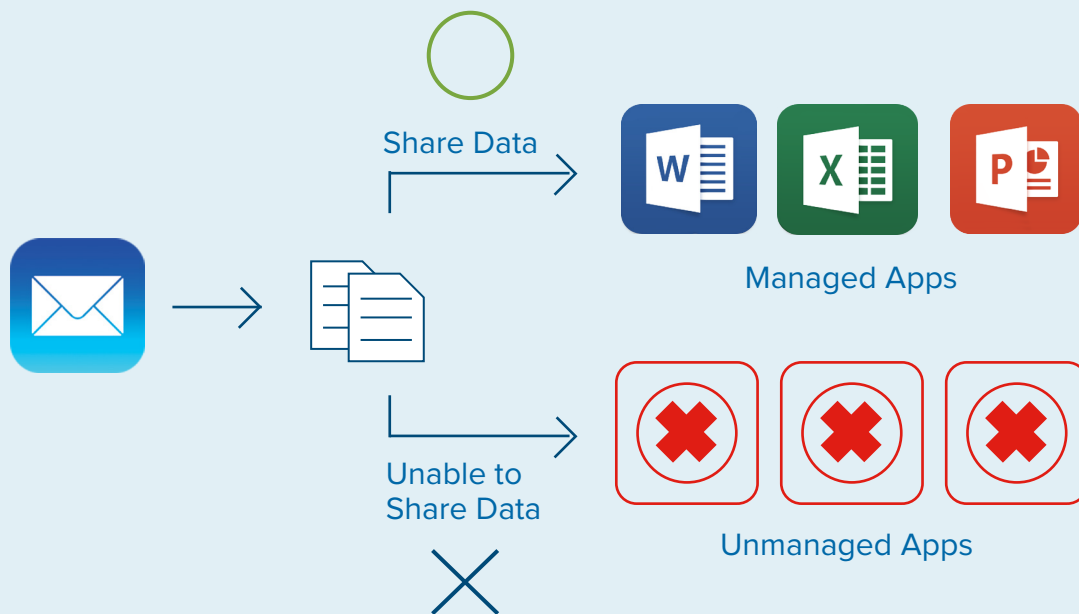 Share Data
W
X
P
Managed Apps
Unable to
Share Data
Unmanaged Apps